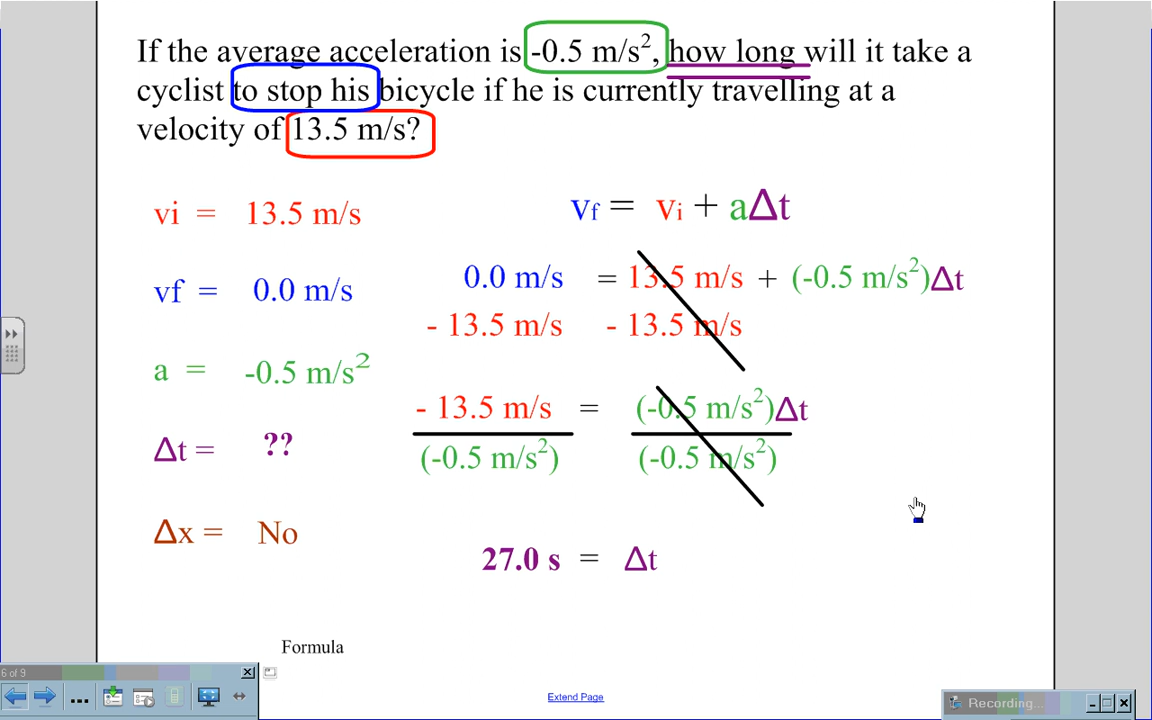 If the average acceleration is -0.5 m/s², how long will it take a
cyclist to stop his bicycle if he is currently travelling at a
velocity of 13.5 m/s?
vi = 13.5 m/s
vf = 0.0 m/s
a = -0.5 m/s²
Δt = ??
Δx = No
vf = vi + aΔt
0.0 m/s = 13.5 m/s + (-0.5 m/s²)Δt
- 13.5 m/s - 13.5 m/s
- 13.5 m/s = (-0.5 m/s²)Δt
(-0.5 m/s²) (-0.5 m/s²)
27.0 s = Δt
Formula
6 of 9
Extend Page
Recording...